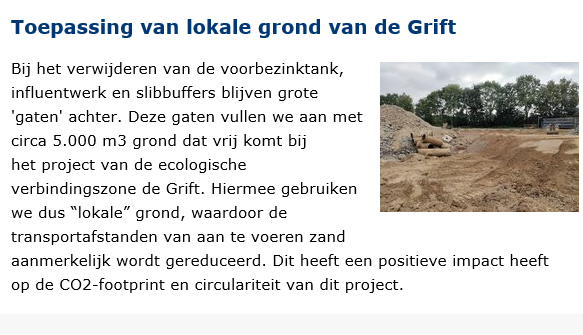 Toepassing van lokale grond van de Grift
Bij het verwijderen van de voorbezinktank,
influentwerk en slibbuffers blijven grote
'gaten' achter. Deze gaten vullen we aan met
circa 5.000 m3 grond dat vrij komt bij
het project van de ecologische
verbindingszone de Grift. Hiermee gebruiken
we dus “lokale” grond, waardoor de
transportafstanden van aan te voeren zand
aanmerkelijk wordt gereduceerd. Dit heeft een positieve impact heeft
op de CO2-footprint en circulariteit van dit project.